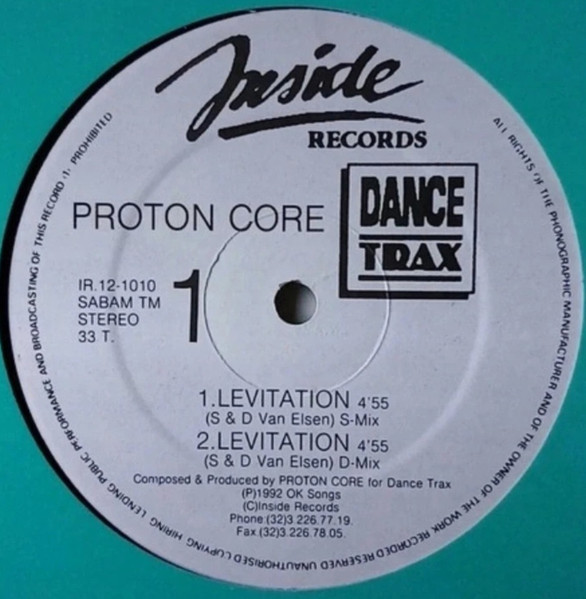 Inside
RECORDS
DANCE
TRAX
PROTON CORE
IR.12-1010
SABAM TM
STEREO
33 T.
1
1.LEVITATION 4'55
(S & D Van Elsen) S-Mix
2.LEVITATION 4'55
(S & D Van Elsen) D-Mix
Composed & Produced by PROTON CORE for Dance Trax
(P)1992 OK Songs
(C)Inside Records
Phone:(32)3.226.77.19.
Fax.(32)3.226.78.05.
ALL RIGHTS OF THE PHONOGRAPHIC MANUFACTURER AND OF THE OWNER OF THE WORK RECORDED RESERVED UNAUTHORISED COPYING HIRING. LENDING PUBLIC PERFORMANCE AND BROADCASTING OF THIS RECORD PROHIBITED